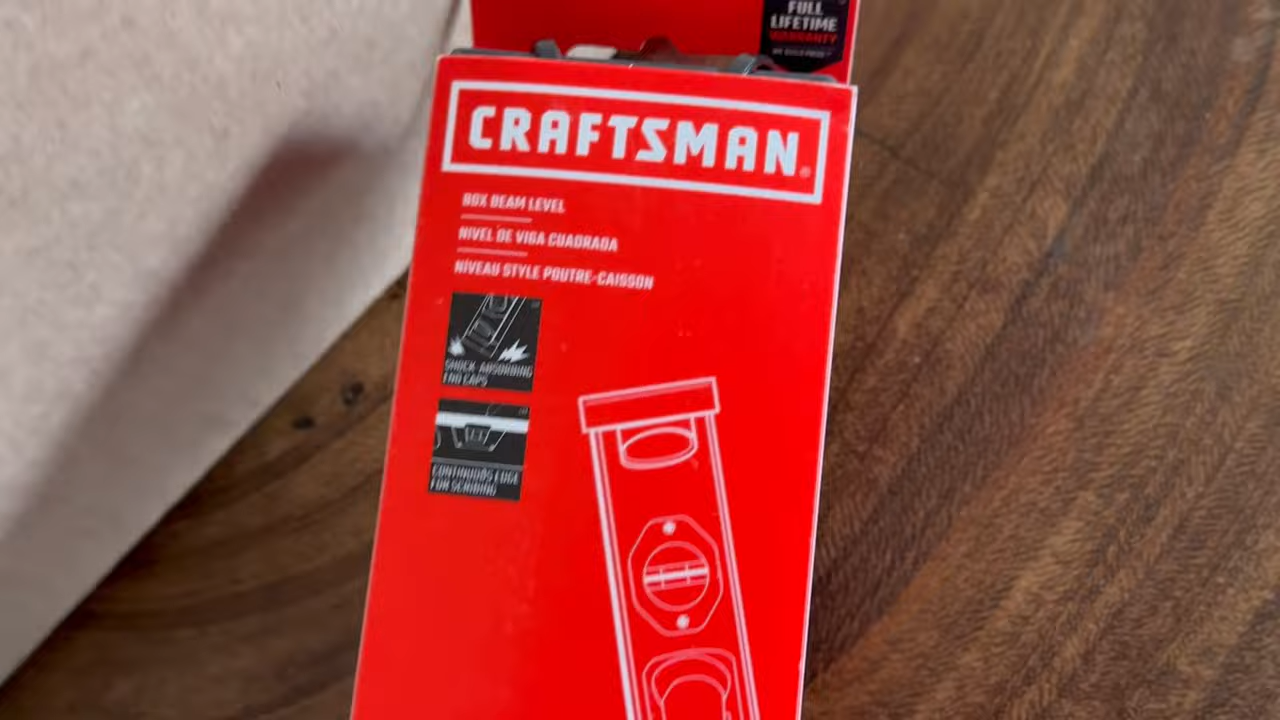 FULL
LIFETIME
WARRANTY
CRAFTSMAN®
BOX BEAM LEVEL
NIVEL DE VIGA CUADRADA
NIVEAU STYLE POUTRE-CAISSON
SHOCK-ABSORBING
END CAPS
CONTINUOUS EDGE
FOR SCRIBING